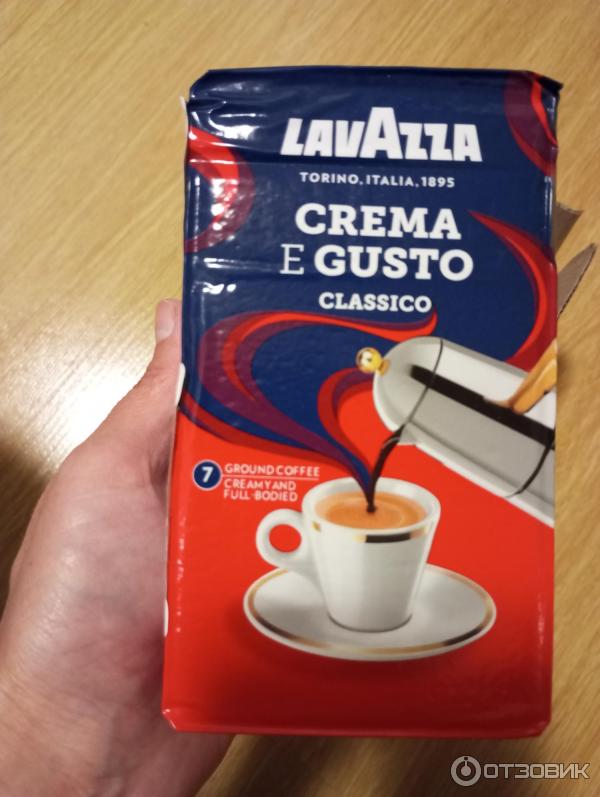 LAVAZZA
TORINO, ITALIA, 1895
CREMA
E GUSTO
CLASSICO
7
GROUND COFFEE
CREAMY AND
FULL-BODIED
ОТЗОВИК